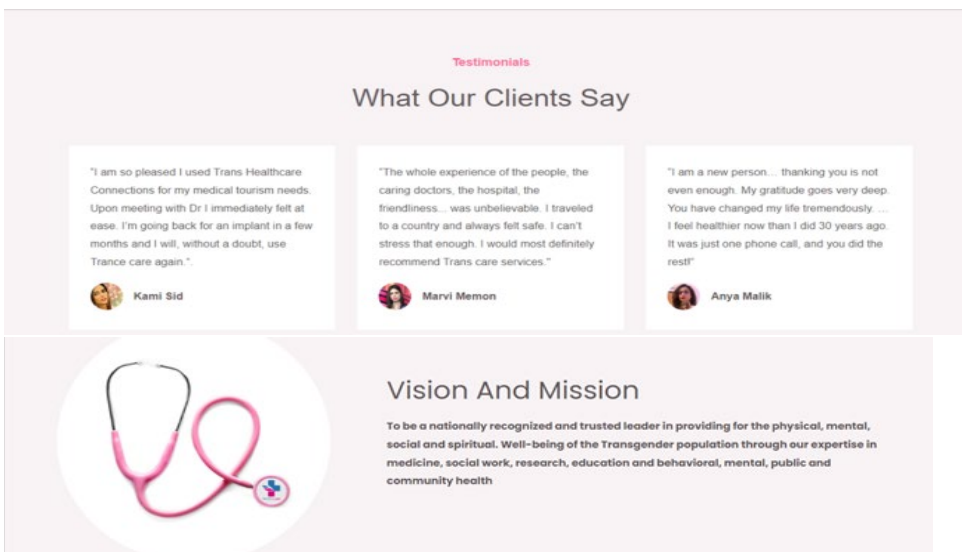 Testimonials
What Our Clients Say
"I am so pleased I used Trans Healthcare
Connections for my medical tourism needs.
Upon meeting with Dr I immediately felt at
ease. I'm going back for an implant in a few
months and I will, without a doubt, use
Trance care again.".
Kami Sid
"The whole experience of the people, the
caring doctors, the hospital, the
friendliness... was unbelievable. I traveled
to a country and always felt safe. I can't
stress that enough. I would most definitely
recommend Trans care services."
Marvi Memon
"I am a new person... thanking you is not
even enough. My gratitude goes very deep.
You have changed my life tremendously. ...
I feel healthier now than I did 30 years ago.
It was just one phone call, and you did the
rest!"
Anya Malik
Vision And Mission
To be a nationally recognized and trusted leader in providing for the physical, mental,
social and spiritual. Well-being of the Transgender population through our expertise in
medicine, social work, research, education and behavioral, mental, public and
community health